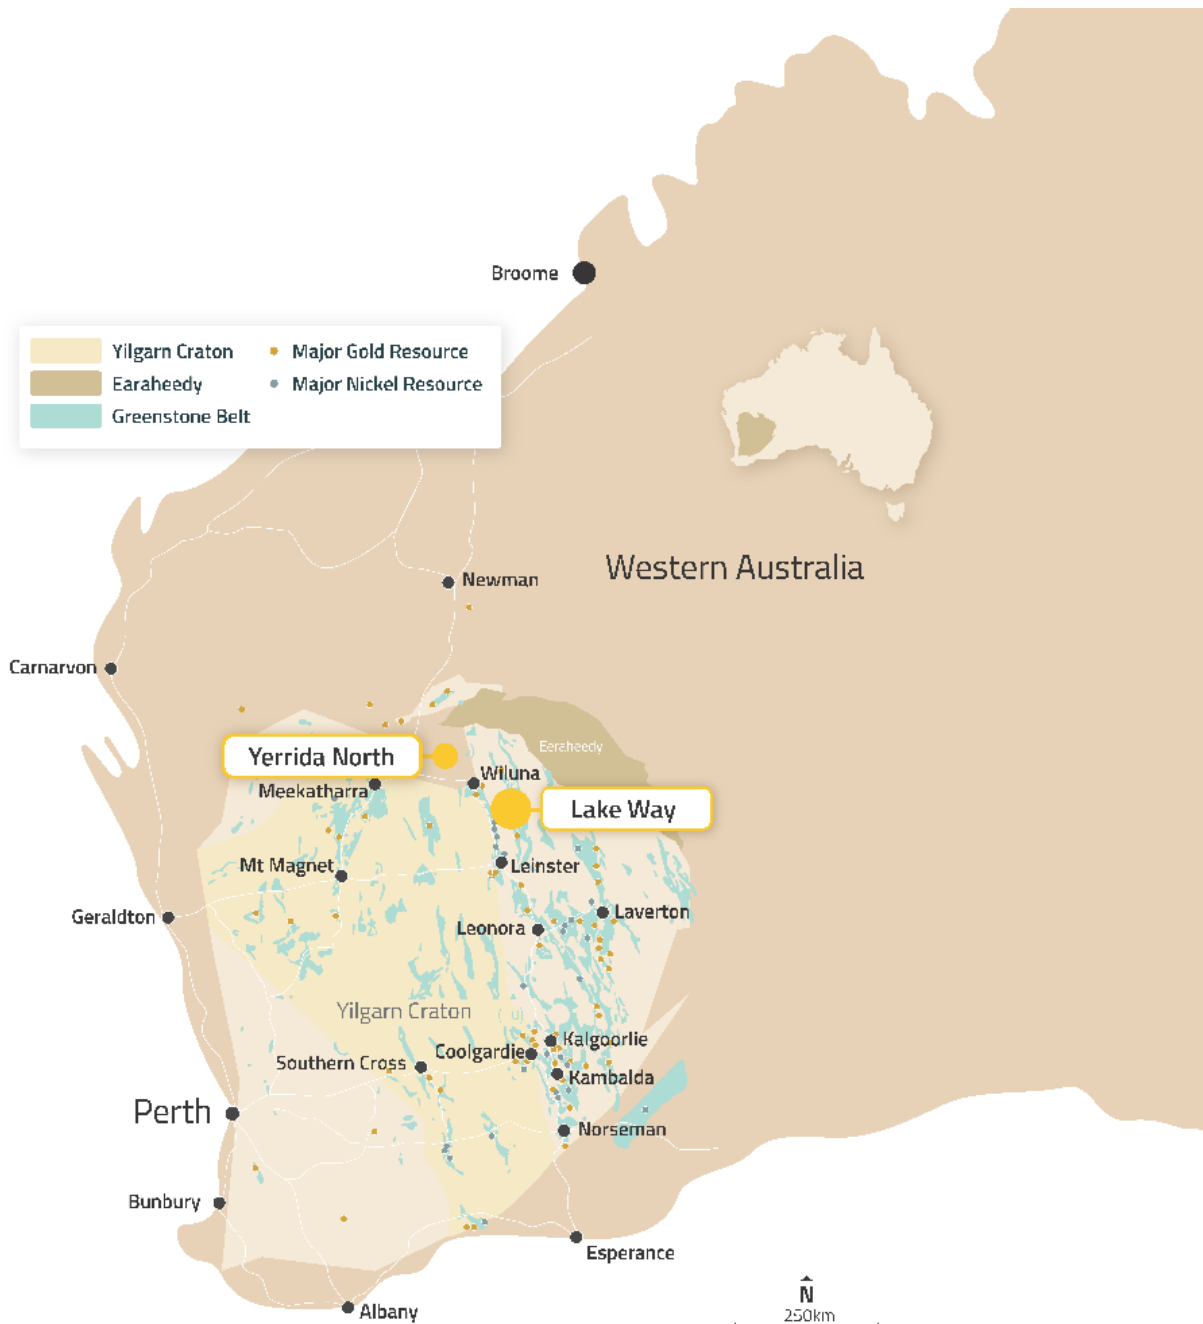 Broome
Yilgarn Craton
Major Gold Resource
Earaheedy
Major Nickel Resource
Greenstone Belt
Western Australia
Newman
Carnarvon
Eeraheedy
Yerrida North
Wiluna
Meekatharra
Lake Way
Mt Magnet
Leinster
Geraldton
Laverton
Leonora
Yilgarn Craton
Kalgoorlie
Coolgardie
Southern Cross
Kambalda
Perth
Norseman
Bunbury
Esperance
Albany
N
250km